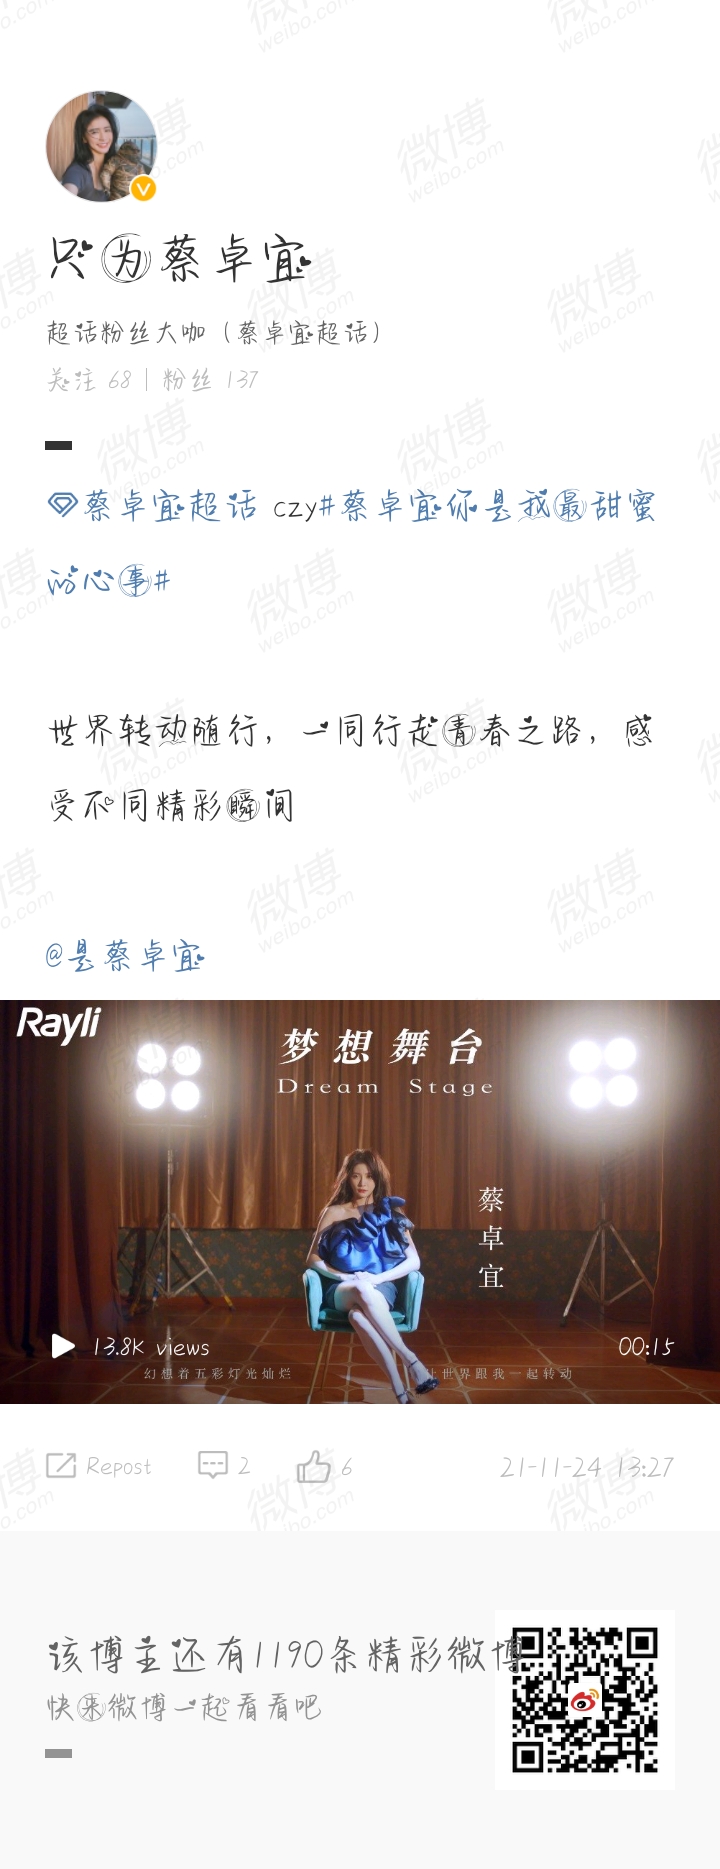 只为蔡卓宜
超话粉丝大咖（蔡卓宜超话）
关注 68 | 粉丝 137
蔡卓宜超话 czy#蔡卓宜你是我最甜蜜
的心事#
世界转动随行，一同行走青春之路，感
受不同精彩瞬间
@是蔡卓宜
Rayli
梦想舞台
Dream Stage
蔡卓宜
13.8K views
00:15
幻想着五彩灯光灿烂
让世界跟我一起转动
Repost 2 6 21-11-24 13:27
该博主还有1190条精彩微博
快来微博一起看看吧
微博
weibo.com